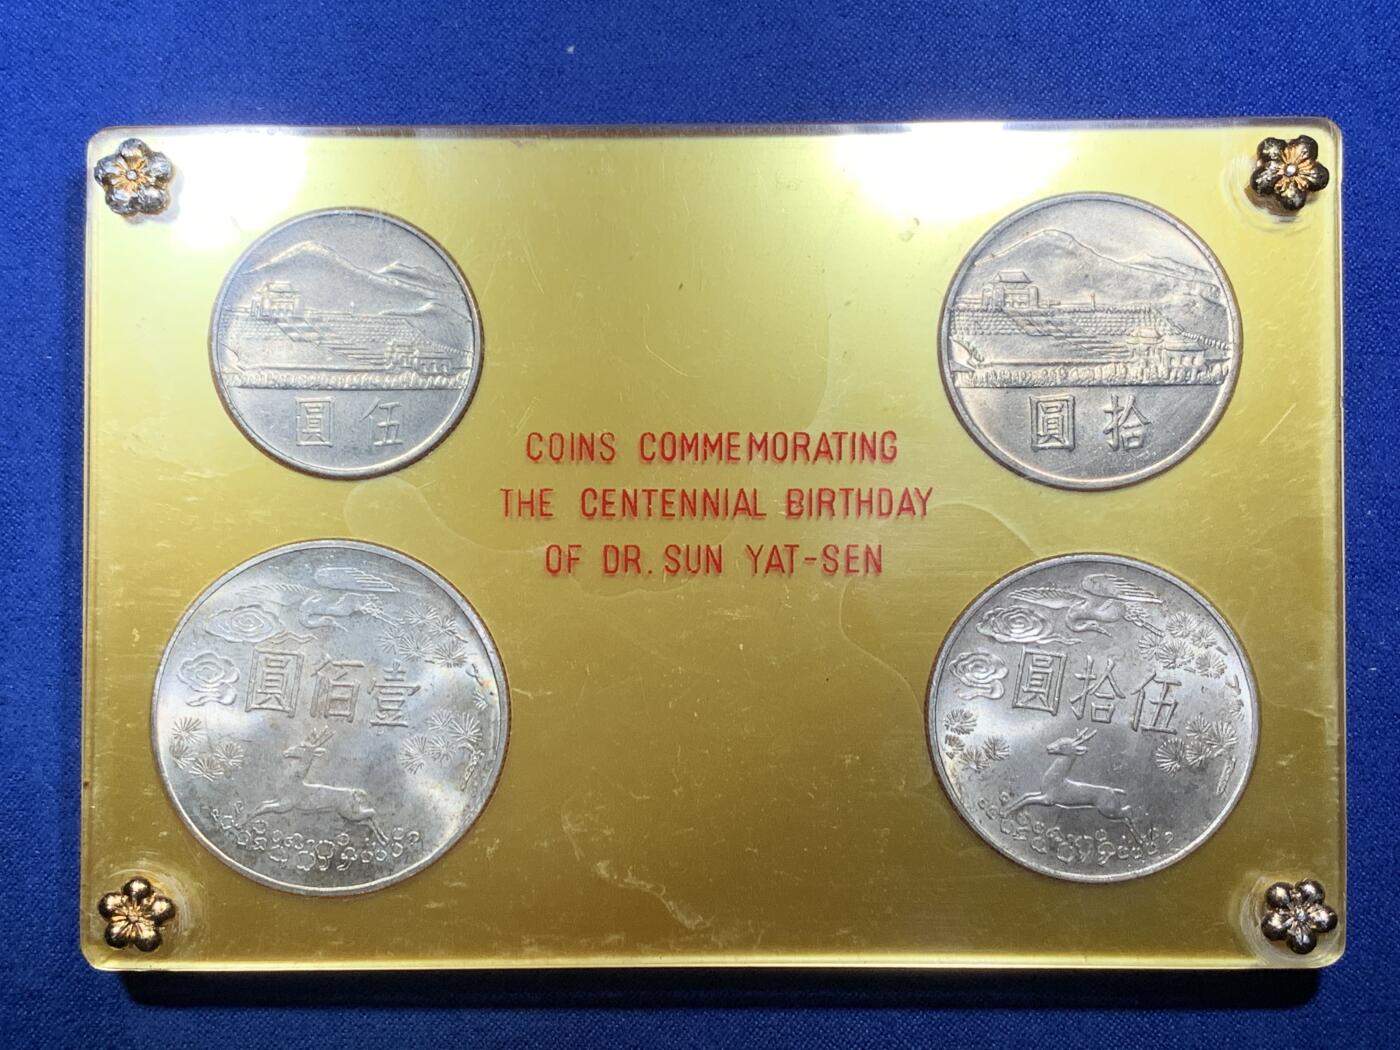 圓伍
圓拾
COINS COMMEMORATING
THE CENTENNIAL BIRTHDAY
OF DR. SUN YAT-SEN
圓佰壹
圓拾伍